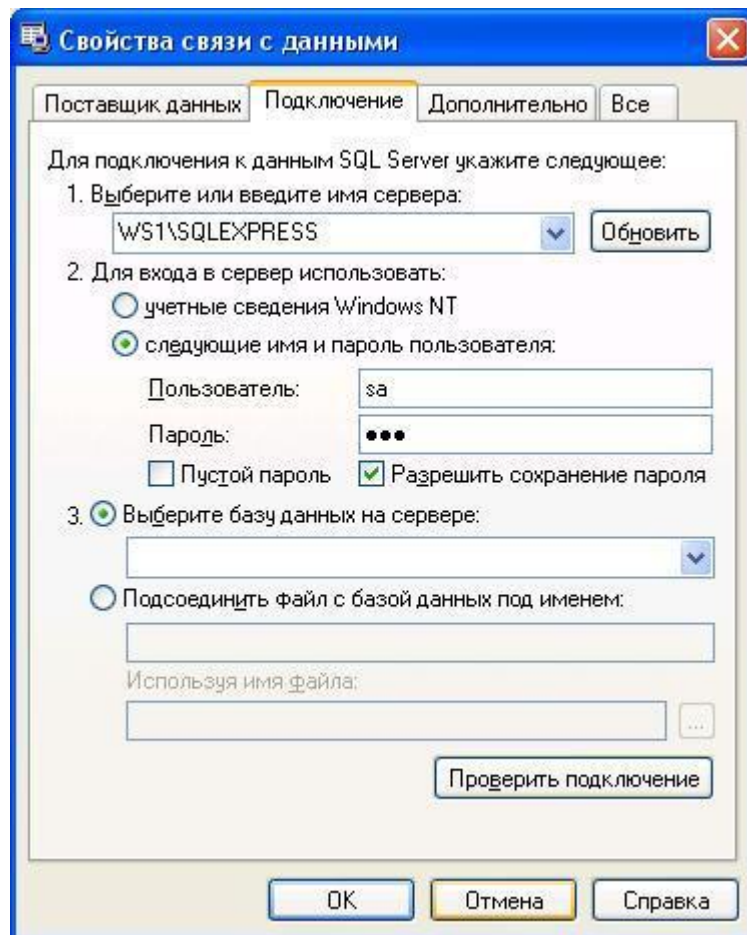 Свойства связи с данными
Поставщик данных Подключение Дополнительно Все
Для подключения к данным SQL Server укажите следующее:
1. Выберите или введите имя сервера:
WS1\SQLEXPRESS Обновить
2. Для входа в сервер использовать:
учетные сведения Windows NT
следующие имя и пароль пользователя:
Пользователь: sa
Пароль: ●●●
Пустой пароль Разрешить сохранение пароля
3. Выберите базу данных на сервере:
Подсоединить файл с базой данных под именем:
Используя имя файла:
...
Проверить подключение
OK Отмена Справка